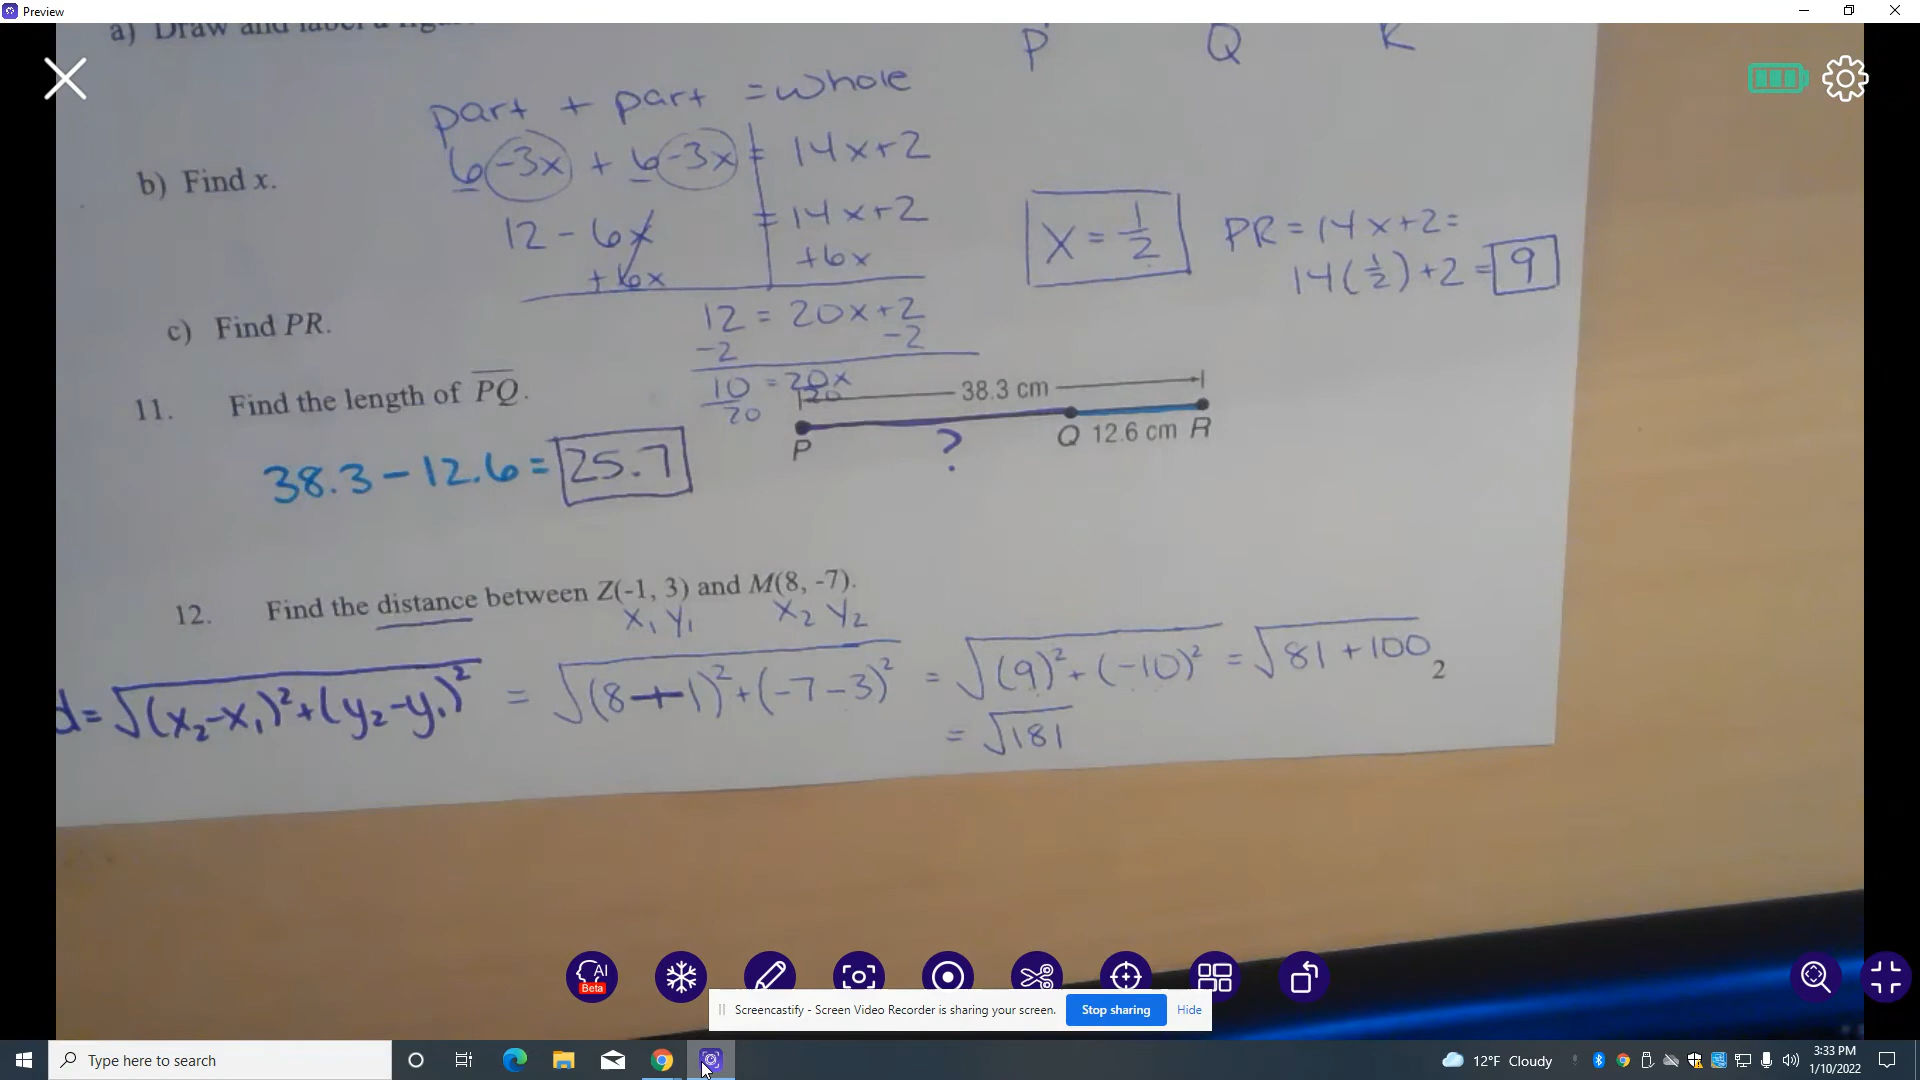 Preview
a) Draw and label a
P Q R
part + part = whole
6 -3x + 6 -3x = 14x+2
b) Find x.
12 - 6x = 14x+2
+6x +6x
x = 1/2
PR = 14x+2 =
14(1/2) +2 = 9
c) Find PR.
12 = 20x+2
-2 -2
10 = 20x
20 20
11. Find the length of PQ.
38.3 cm
P ? Q 12.6 cm R
38.3 - 12.6 = 25.7
12. Find the distance between Z(-1, 3) and M(8, -7).
x₁ y₁ x₂ y₂
d = √(x₂-x₁)²+(y₂-y₁)² = √(8+1)²+(-7-3)² = √(9)²+(-10)² = √81+100
= √181
2
AI
Beta
Screencastify - Screen Video Recorder is sharing your screen. Stop sharing Hide
Type here to search
12°F Cloudy
3:33 PM
1/10/2022